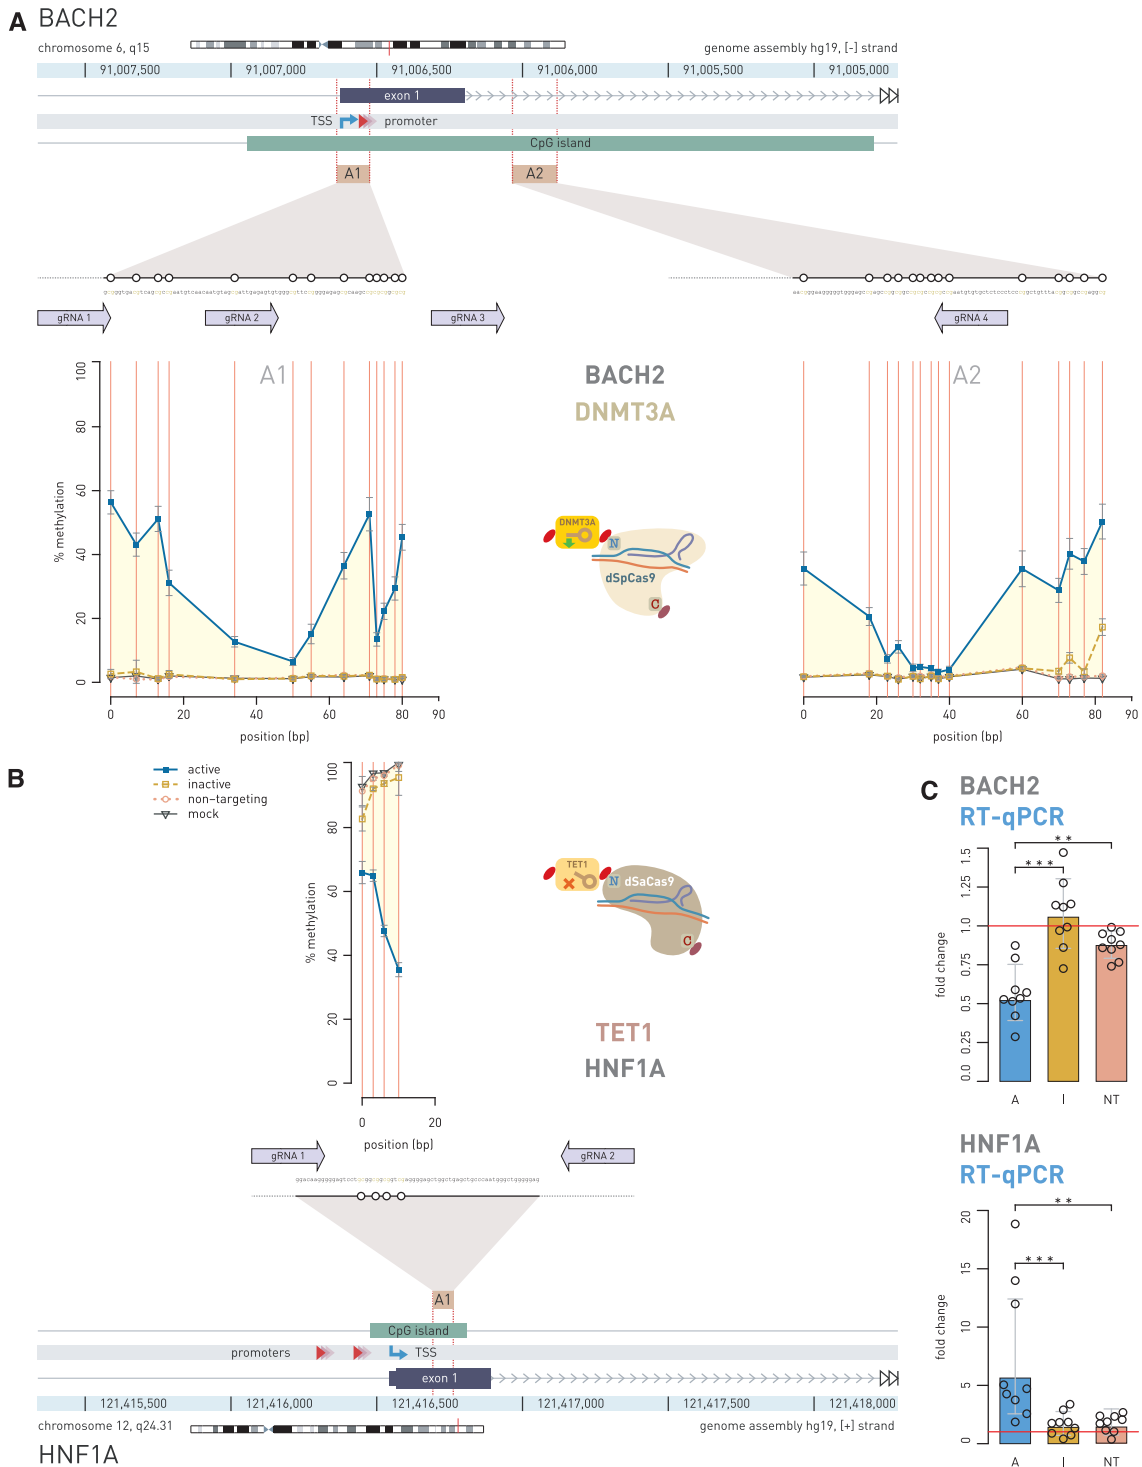 A BACH2
chromosome 6, q15
genome assembly hg19, [-] strand
91,007,500 91,007,000 91,006,500 91,006,000 91,005,500 91,005,000
exon 1
TSS promoter
CpG island
A1 A2
gRNA 1 gRNA 2 gRNA 3 gRNA 4
A1
BACH2
DNMT3A
A2
% methylation
0 20 40 60 80 100
0 20 40 60 80 90
position (bp)
DNMT3A
N
dSpCas9
C
0 20 40 60 80 90
position (bp)
B
active
inactive
non-targeting
mock
% methylation
0 20 40 60 80 100
0 20
position (bp)
TET1
N dSaCas9
C
TET1
HNF1A
gRNA 1 gRNA 2
A1
CpG island
promoters TSS
exon 1
121,415,500 121,416,000 121,416,500 121,417,000 121,417,500 121,418,000
chromosome 12, q24.31
genome assembly hg19, [+] strand
HNF1A
C BACH2
RT-qPCR
* *
* * *
fold change
0.0 0.25 0.5 0.75 1.0 1.25 1.5
A I NT
HNF1A
RT-qPCR
* *
* * *
fold change
0 5 10 15 20
A I NT